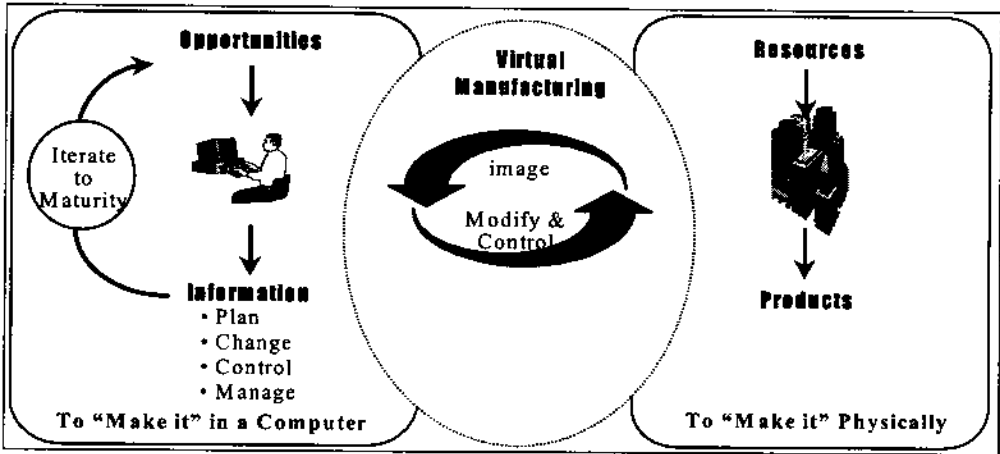 Opportunities
Iterate
to
Maturity
Information
• Plan
• Change
• Control
• Manage
To “Make it” in a Computer
Virtual
Manufacturing
image
Modify &
Control
Resources
Products
To “Make it” Physically